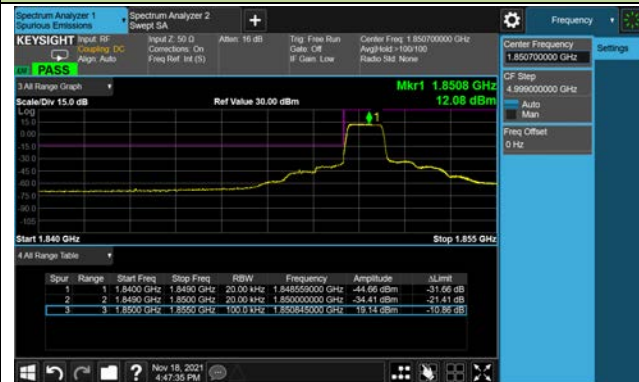 Spectrum Analyzer 1
Spurious Emissions
Spectrum Analyzer 2
Swept SA
+
Frequency
KEYSIGHT
Input: RF
Coupling: DC
Align: Auto
Input Z: 50 Ω
Corrections: On
Freq Ref: Int (S)
Atten: 16 dB
Trig: Free Run
Gate: Off
IF Gain: Low
Center Freq: 1.850700000 GHz
Avg|Hold:>100/100
Radio Std: None
PASS
Center Frequency
1.850700000 GHz
Settings
CF Step
4.999000000 GHz
Auto
Man
Freq Offset
0 Hz
3 All Range Graph
Scale/Div 15.0 dB
Ref Value 30.00 dBm
Mkr1 1.8508 GHz
12.08 dBm
Log
15.0
0.00
-15.0
-30.0
-45.0
-60.0
-75.0
-90.0
-105
1
Start 1.840 GHz
Stop 1.855 GHz
4 All Range Table
Spur Range Start Freq Stop Freq RBW Frequency Amplitude ΔLimit
1 1 1.8400 GHz 1.8490 GHz 20.00 kHz 1.848559000 GHz -44.66 dBm -31.66 dB
2 2 1.8490 GHz 1.8500 GHz 20.00 kHz 1.850000000 GHz -34.41 dBm -21.41 dB
3 3 1.8500 GHz 1.8550 GHz 100.0 kHz 1.850845000 GHz 19.14 dBm -10.86 dB
?
Nov 18, 2021
4:47:35 PM